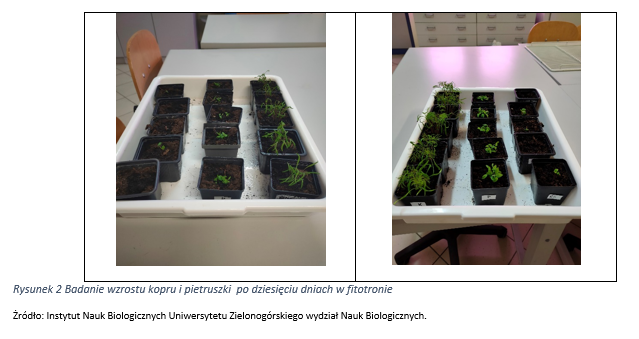 Rysunek 2 Badanie wzrostu kopru i pietruszki  po dziesięciu dniach w fitotronie
Źródło: Instytut Nauk Biologicznych Uniwersytetu Zielonogórskiego wydział Nauk Biologicznych.